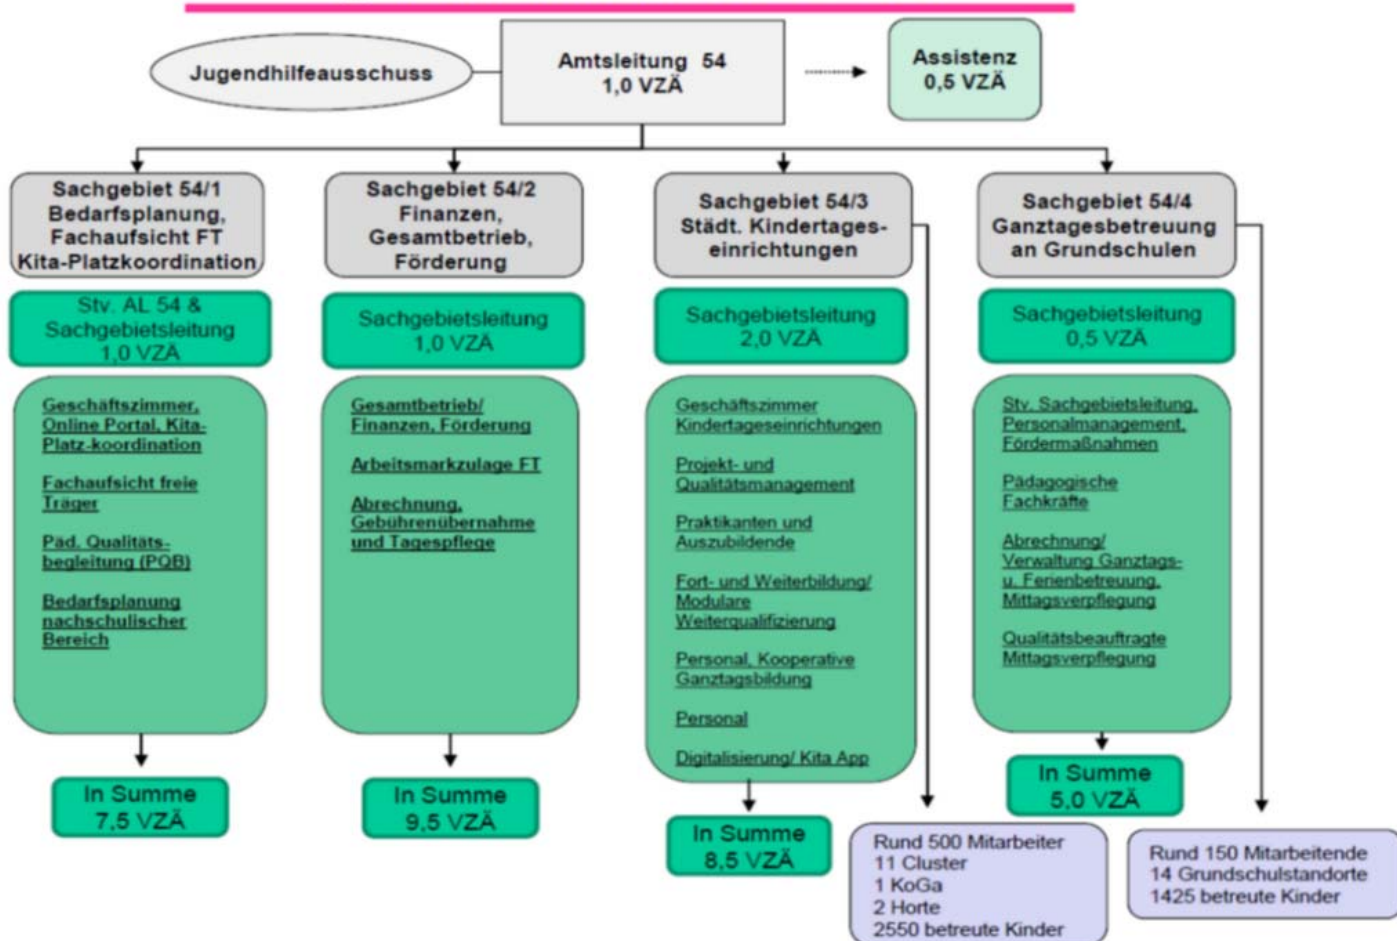 Jugendhilfeausschuss
Amtsleitung 54
1,0 VZÄ
Assistenz
0,5 VZÄ
Sachgebiet 54/1
Bedarfsplanung,
Fachaufsicht FT
Kita-Platzkoordination
Stv. AL 54 &
Sachgebietsleitung
1,0 VZÄ
Geschäftszimmer,
Online Portal, Kita-
Platz-koordination
Fachaufsicht freie
Träger
Päd. Qualitäts-
begleitung (PQB)
Bedarfsplanung
nachschulischer
Bereich
In Summe
7,5 VZÄ
Sachgebiet 54/2
Finanzen,
Gesamtbetrieb,
Förderung
Sachgebietsleitung
1,0 VZÄ
Gesamtbetrieb/
Finanzen, Förderung
Arbeitsmarkzulage FT
Abrechnung,
Gebührenübernahme
und Tagespflege
In Summe
9,5 VZÄ
Sachgebiet 54/3
Städt. Kindertages-
einrichtungen
Sachgebietsleitung
2,0 VZÄ
Geschäftszimmer
Kindertageseinrichtungen
Projekt- und
Qualitätsmanagement
Praktikanten und
Auszubildende
Fort- und Weiterbildung/
Modulare
Weiterqualifizierung
Personal, Kooperative
Ganztagsbildung
Personal
Digitalisierung/ Kita App
In Summe
8,5 VZÄ
Rund 500 Mitarbeiter
11 Cluster
1 KoGa
2 Horte
2550 betreute Kinder
Sachgebiet 54/4
Ganztagesbetreuung
an Grundschulen
Sachgebietsleitung
0,5 VZÄ
Stv. Sachgebietsleitung,
Personalmanagement,
Fördermaßnahmen
Pädagogische
Fachkräfte
Abrechnung/
Verwaltung Ganztags-
u. Ferienbetreuung,
Mittagsverpflegung
Qualitätsbeauftragte
Mittagsverpflegung
In Summe
5,0 VZÄ
Rund 150 Mitarbeitende
14 Grundschulstandorte
1425 betreute Kinder